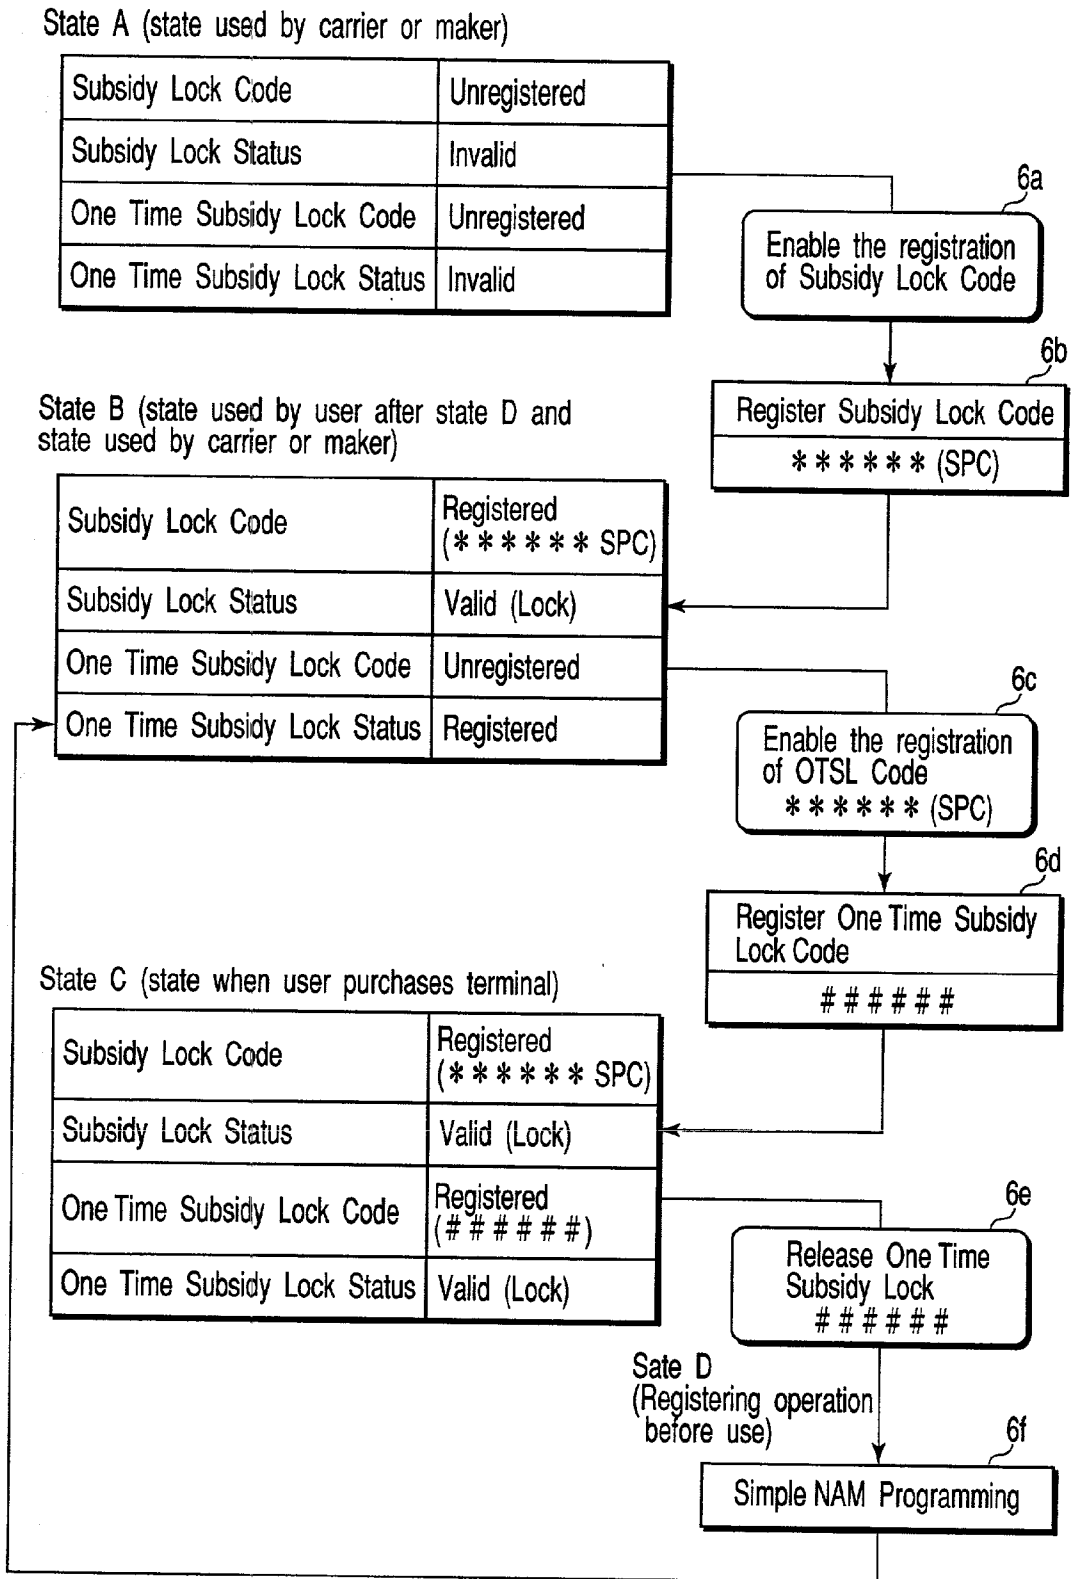 State A (state used by carrier or maker)
Subsidy Lock Code Unregistered
Subsidy Lock Status Invalid
One Time Subsidy Lock Code Unregistered
One Time Subsidy Lock Status Invalid
6a
Enable the registration
of Subsidy Lock Code
6b
Register Subsidy Lock Code
****** (SPC)
State B (state used by user after state D and
state used by carrier or maker)
Subsidy Lock Code Registered
(****** SPC)
Subsidy Lock Status Valid (Lock)
One Time Subsidy Lock Code Unregistered
One Time Subsidy Lock Status Registered
6c
Enable the registration
of OTSL Code
****** (SPC)
6d
Register One Time Subsidy
Lock Code
######
State C (state when user purchases terminal)
Subsidy Lock Code Registered
(****** SPC)
Subsidy Lock Status Valid (Lock)
One Time Subsidy Lock Code Registered
(######)
One Time Subsidy Lock Status Valid (Lock)
6e
Release One Time
Subsidy Lock
######
Sate D
(Registering operation
before use)
6f
Simple NAM Programming